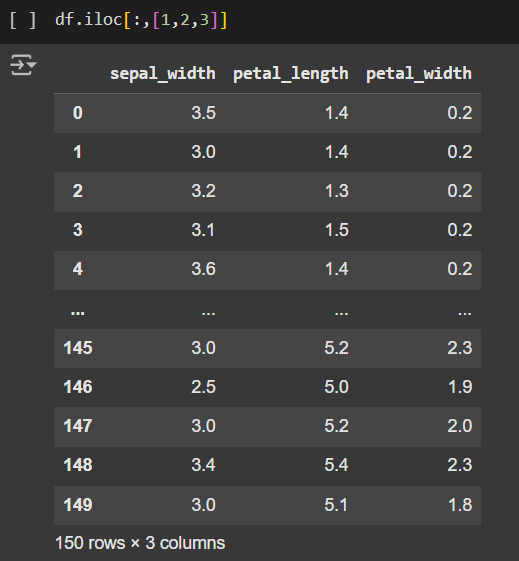 [ ] df.iloc[:,[1,2,3]]
sepal_width petal_length petal_width
0 3.5 1.4 0.2
1 3.0 1.4 0.2
2 3.2 1.3 0.2
3 3.1 1.5 0.2
4 3.6 1.4 0.2
... ... ... ...
145 3.0 5.2 2.3
146 2.5 5.0 1.9
147 3.0 5.2 2.0
148 3.4 5.4 2.3
149 3.0 5.1 1.8
150 rows × 3 columns